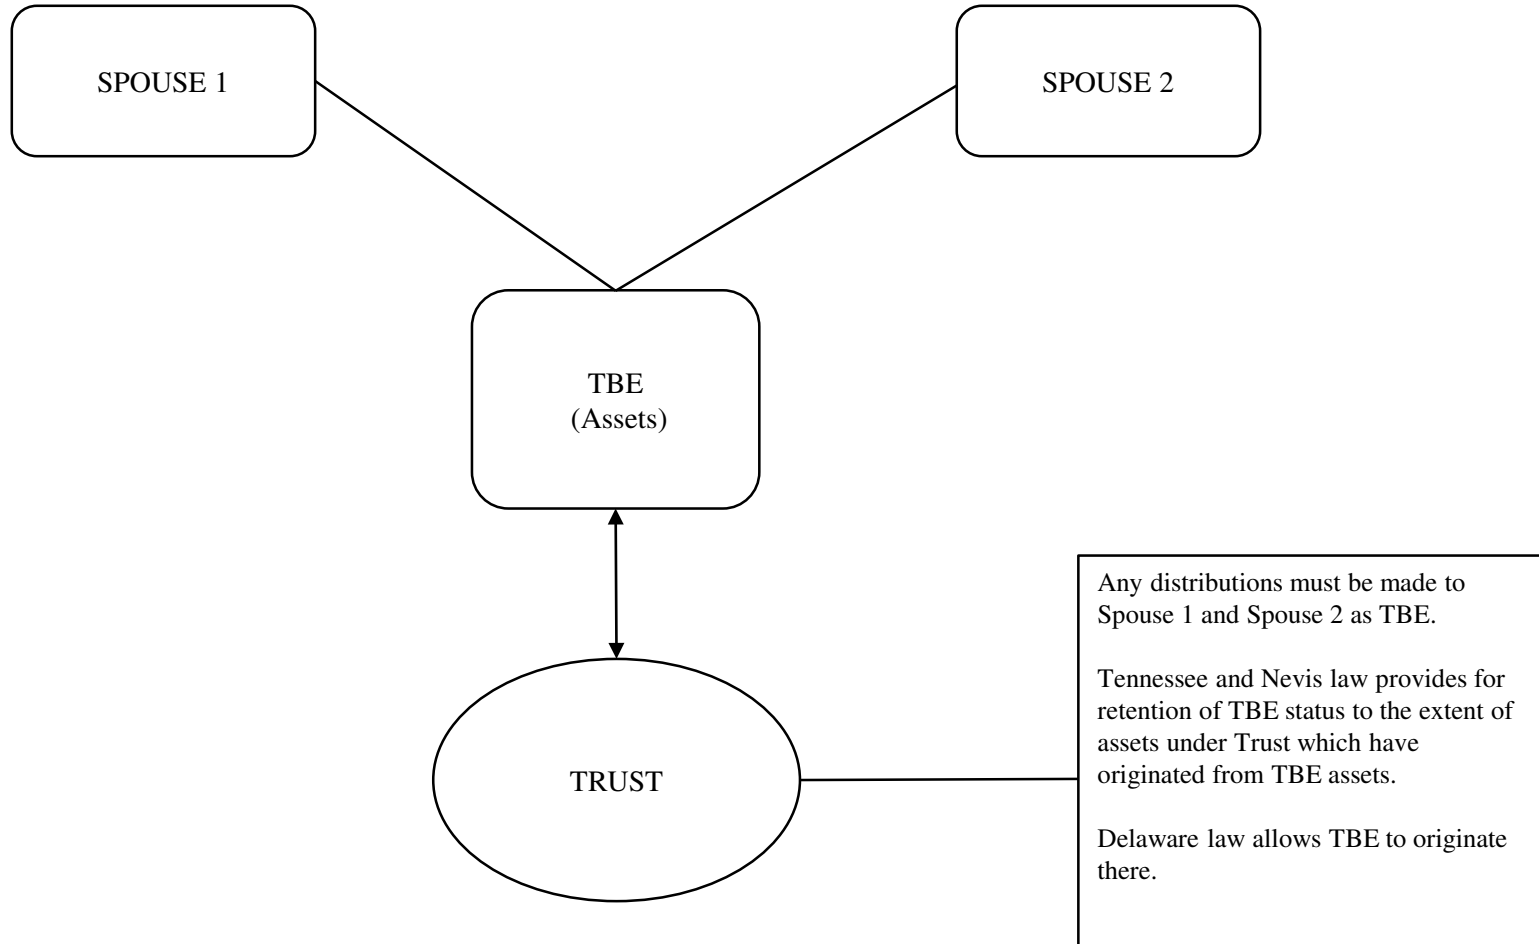 SPOUSE 1
SPOUSE 2
TBE
(Assets)
TRUST
Any distributions must be made to
Spouse 1 and Spouse 2 as TBE.
Tennessee and Nevis law provides for
retention of TBE status to the extent of
assets under Trust which have
originated from TBE assets.
Delaware law allows TBE to originate
there.